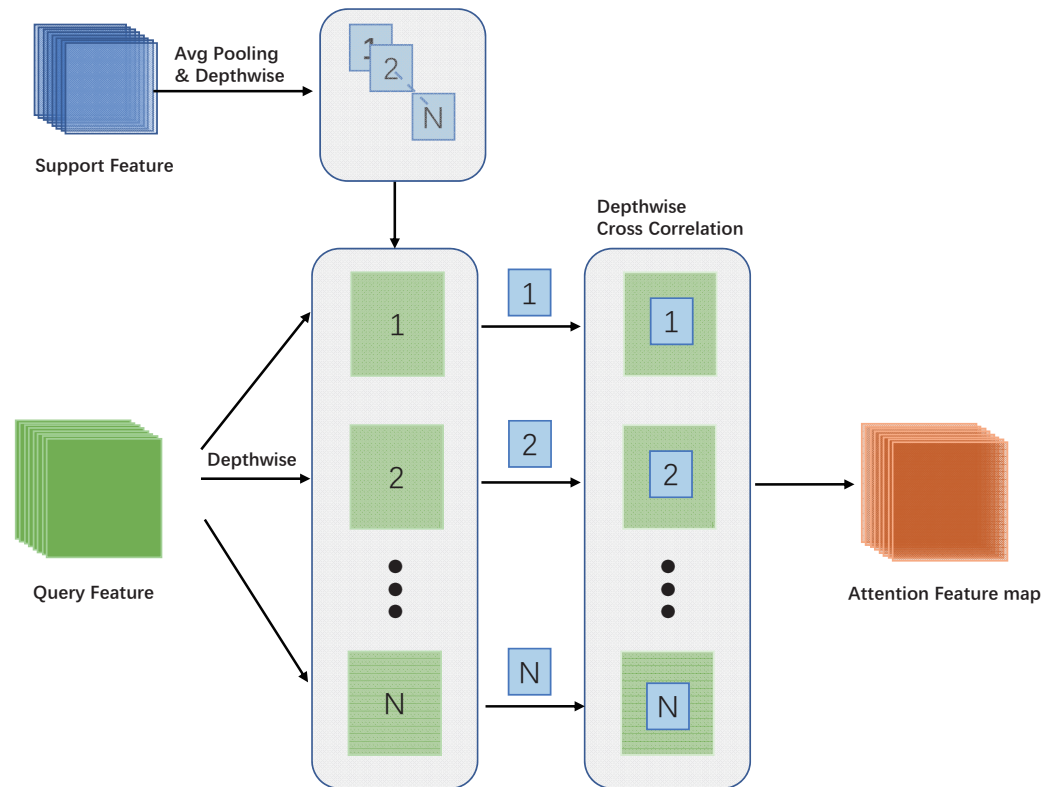 Avg Pooling
& Depthwise
1
2
N
Support Feature
Depthwise
Cross Correlation
1
1
1
Depthwise
2
2
2
Query Feature
Attention Feature map
N
N
N